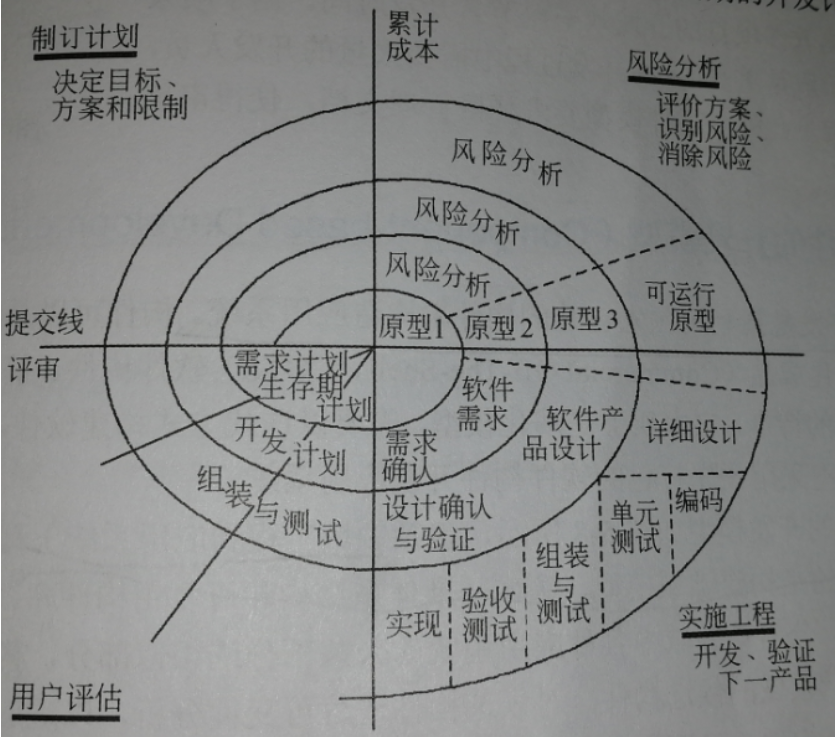 制订计划
决定目标、
方案和限制
累计
成本
风险分析
评价方案、
识别风险、
消除风险
风险分析
风险分析
风险分析
提交线
评审
原型1
原型2
原型3
可运行
原型
需求计划
生存期
计划
开发计划
组装与测试
软件
需求
软件产
品设计
详细设计
需求
确认
设计确认
与验证
实现
验收
测试
组装
与
测试
单元
测试
编码
实施工程
开发、验证
下一产品
用户评估